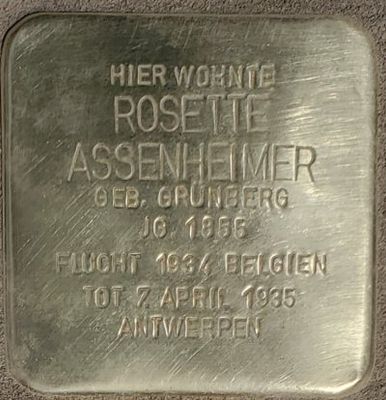 HIER WOHNTE
ROSETTE
ASSENHEIMER
GEB. GRÜNBERG
JG. 1866
FLUCHT 1934 BELGIEN
TOT 7. APRIL 1935
ANTWERPEN